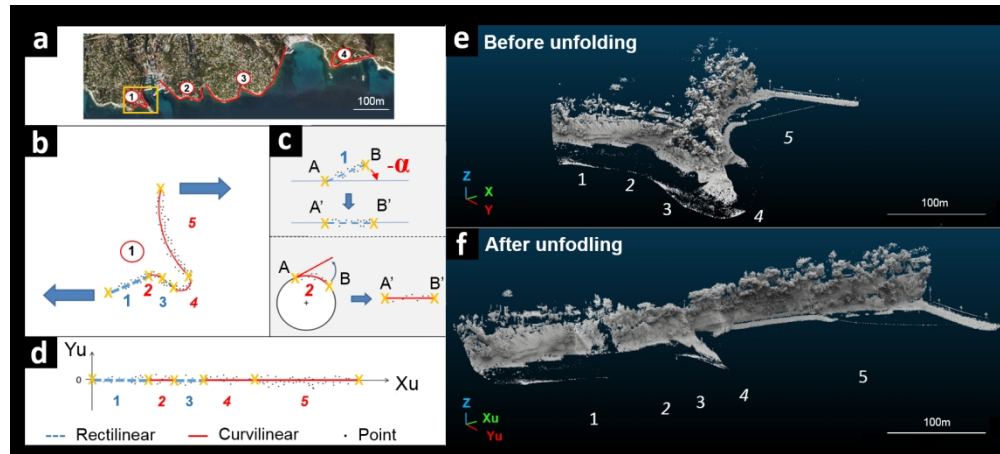 a
1
2
3
4
100m
b
1
5
1
2
3
4
c
A
1
B
-α
A'
B'
A
2
B
A'
B'
d
Yu
0
Xu
1
2
3
4
5
Rectilinear
Curvilinear
Point
e Before unfolding
5
1
2
3
4
Z
X
Y
100m
f After unfodling
5
1
2
3
4
Z
Xu
Yu
100m